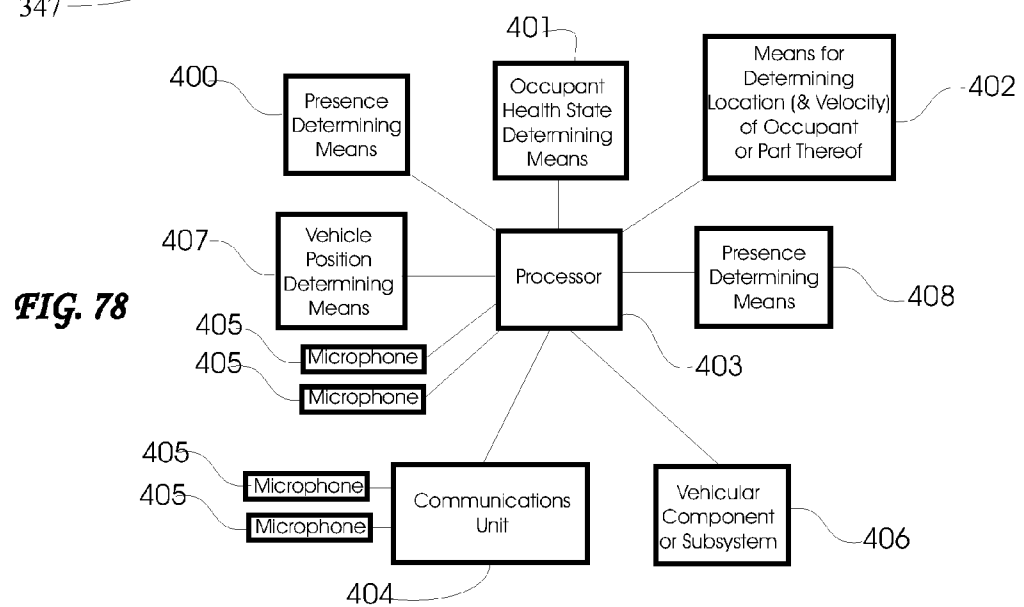 347
401
400
Presence
Determining
Means
Occupant
Health State
Determining
Means
Means for
Determining
Location (& Velocity)
of Occupant
or Part Thereof
402
407
Vehicle
Position
Determining
Means
Processor
Presence
Determining
Means
408
FIG. 78
405
Microphone
405
Microphone
403
405
Microphone
405
Microphone
Communications
Unit
404
Vehicular
Component
or Subsystem
406